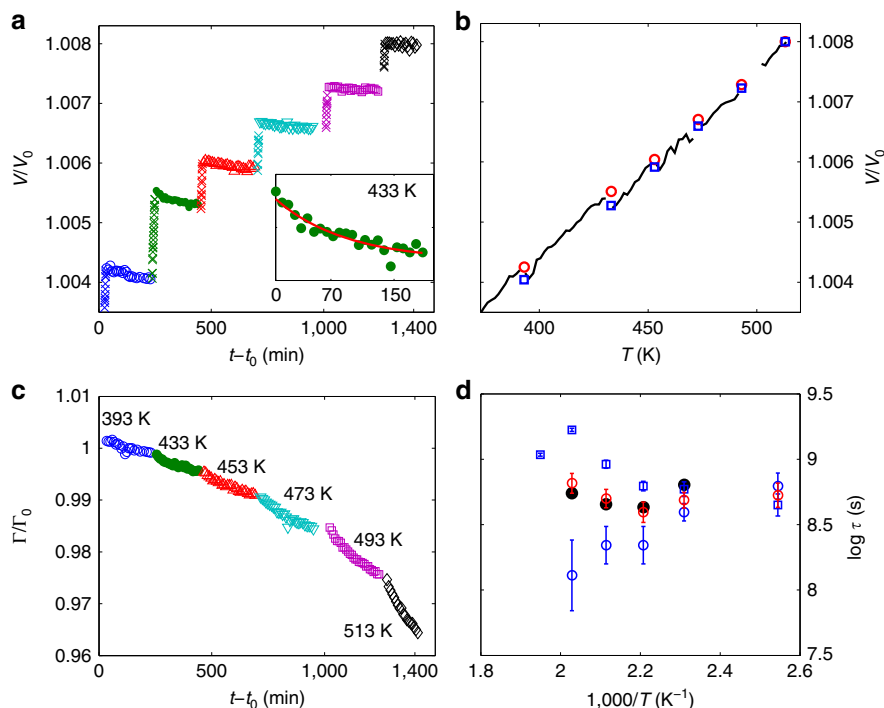 a
V/V₀
1.008
1.007
1.006
1.005
1.004
433 K
0
70
150
0
500
1,000
1,400
t–t₀ (min)
b
V/V₀
1.008
1.007
1.006
1.005
1.004
400
450
500
T (K)
c
Γ/Γ₀
1.01
1
0.99
0.98
0.97
0.96
393 K
433 K
453 K
473 K
493 K
513 K
0
500
1,000
1,400
t–t₀ (min)
d
log τ (s)
9.5
9
8.5
8
7.5
1.8
2
2.2
2.4
2.6
1,000/T (K⁻¹)